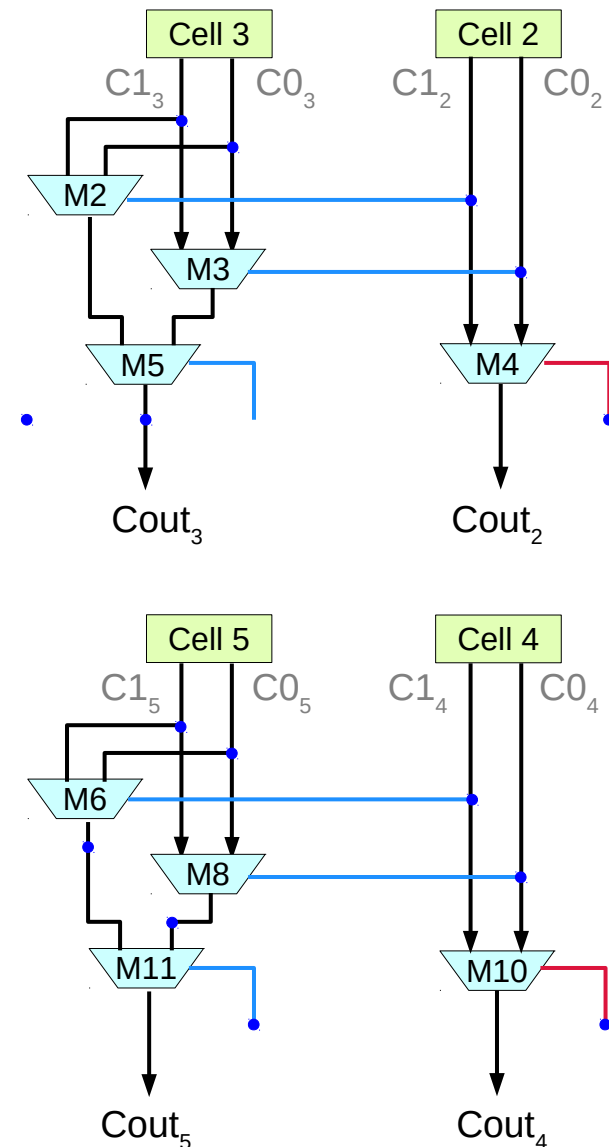 Cell 3 Cell 2
C1₃ C0₃ C1₂ C0₂
M2
M3
M5 M4
Cout₃ Cout₂
Cell 5 Cell 4
C1₅ C0₅ C1₄ C0₄
M6
M8
M11 M10
Cout₅ Cout₄